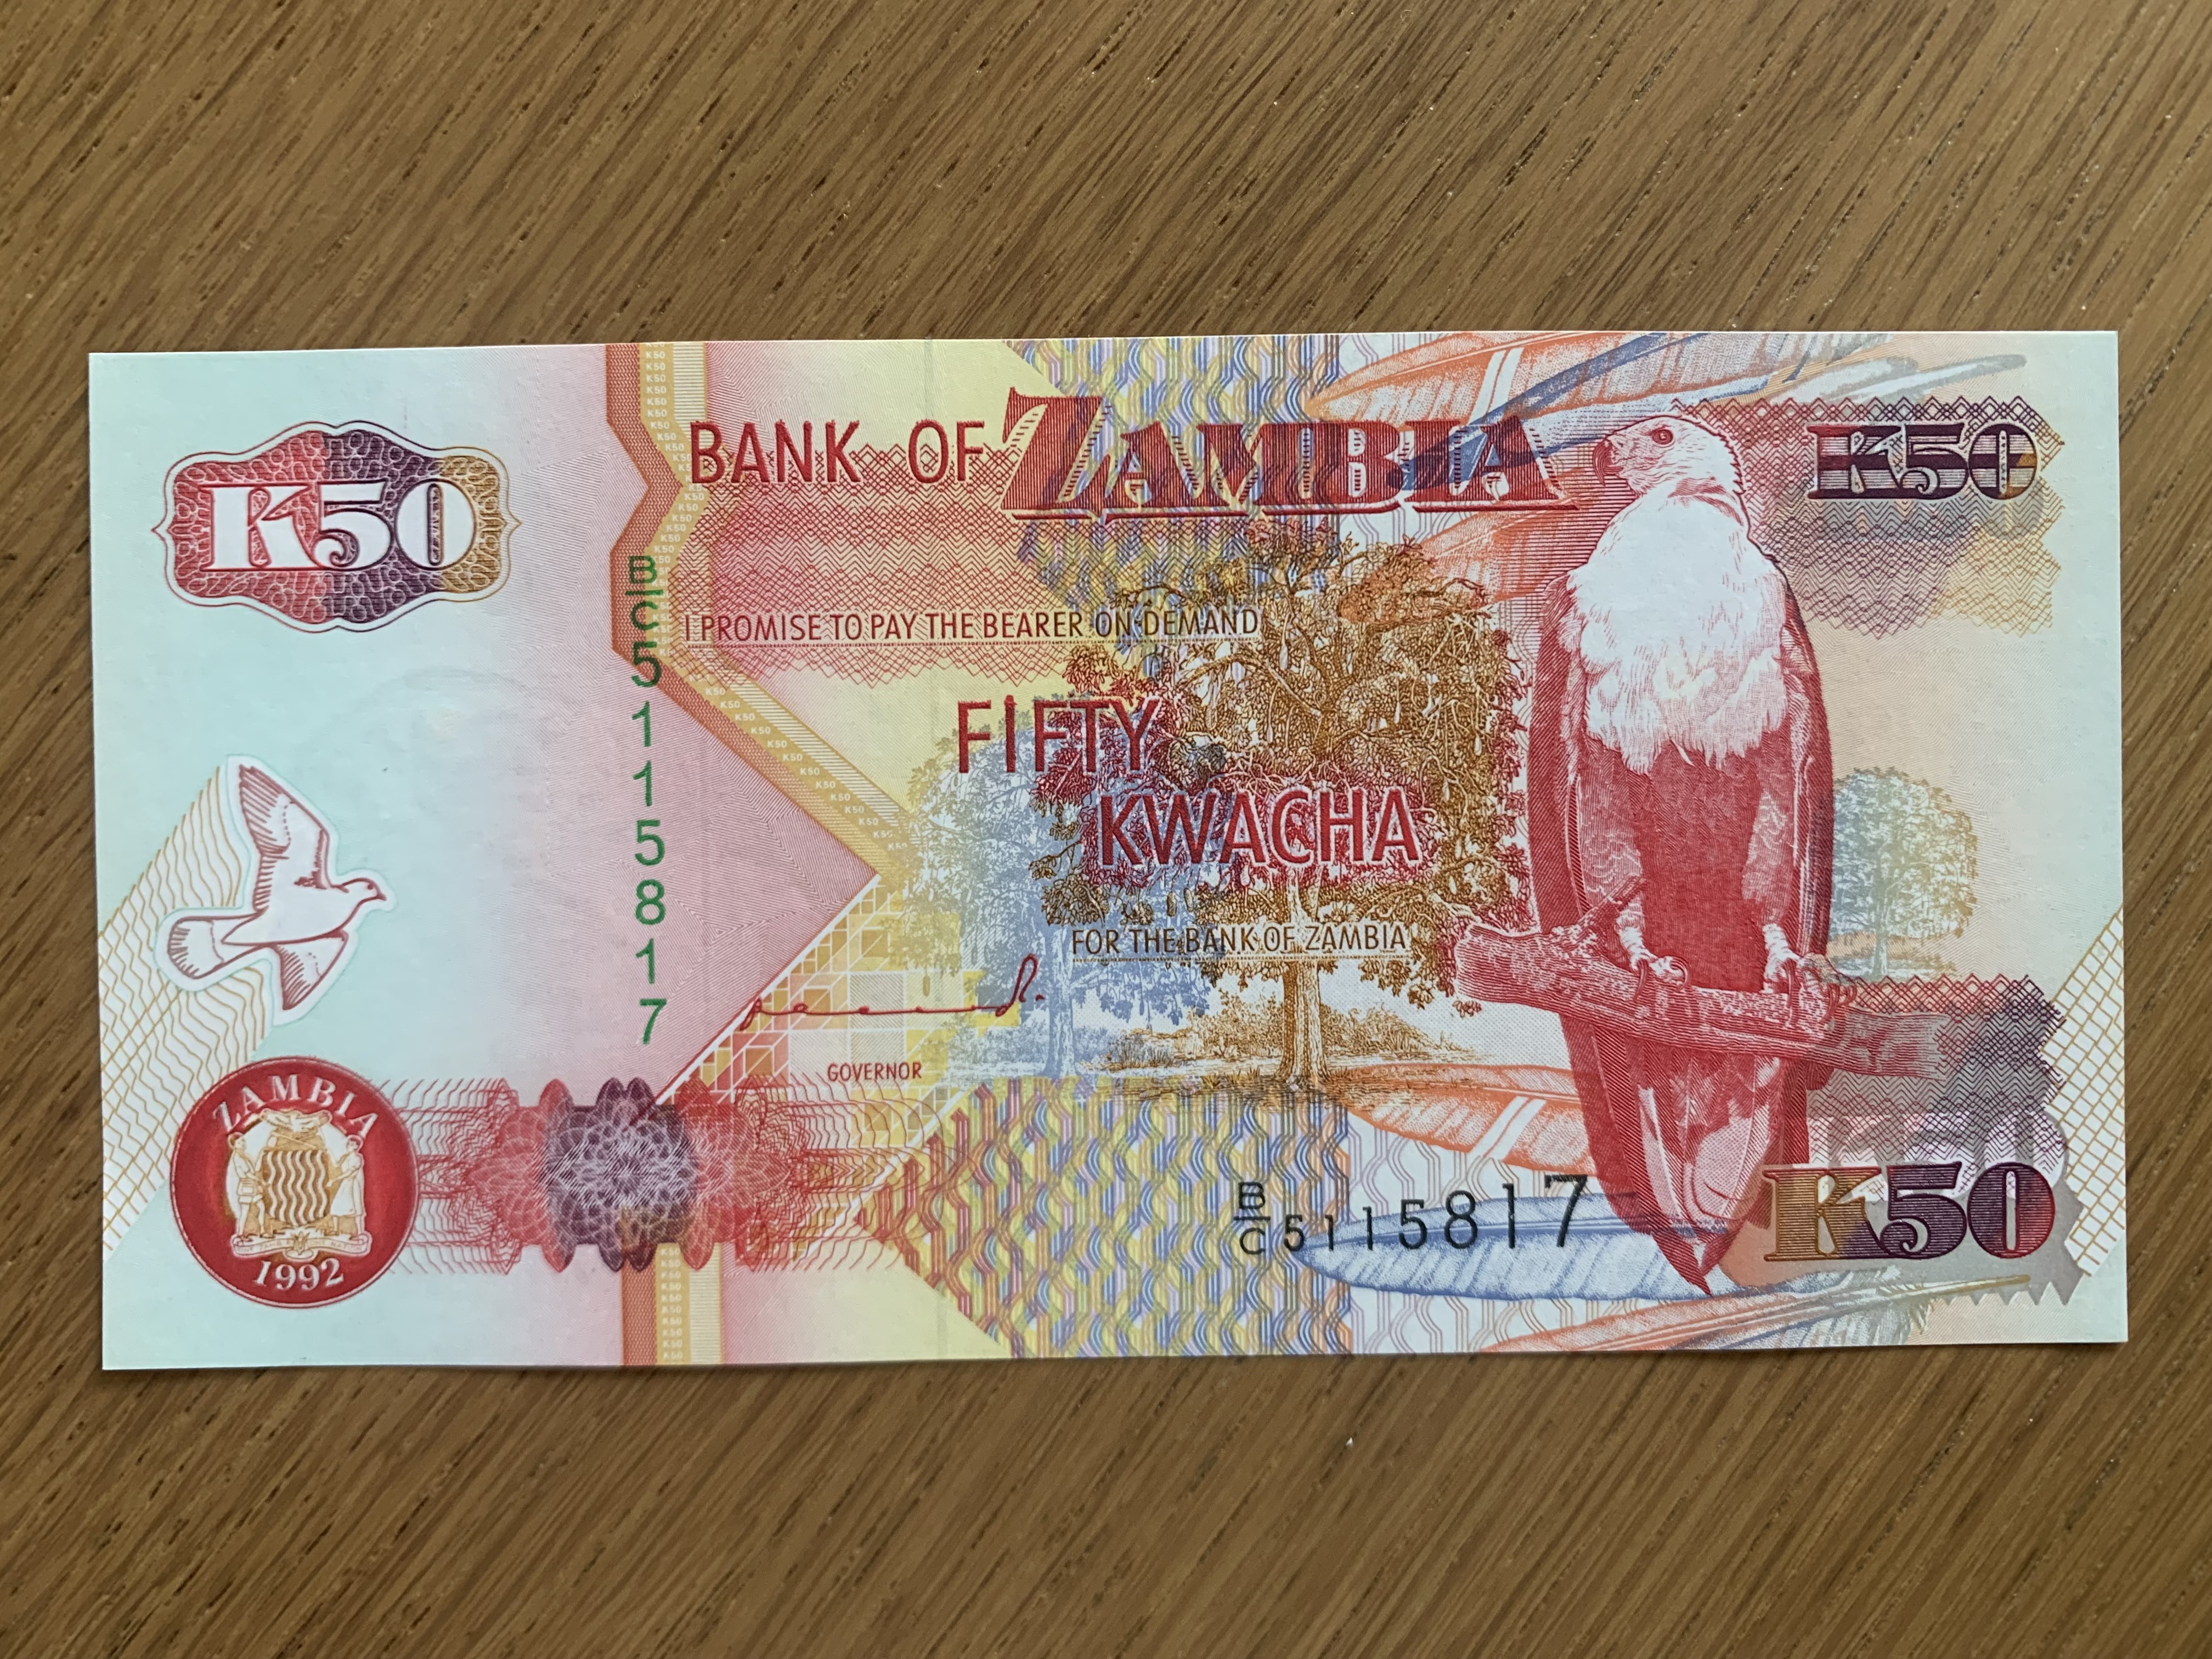 K50
BANK OF ZAMBIA
K50
I PROMISE TO PAY THE BEARER ON DEMAND
B/C5115817
FIFTY
KWACHA
FOR THE BANK OF ZAMBIA
GOVERNOR
ZAMBIA
1992
B/C 5115817
K50